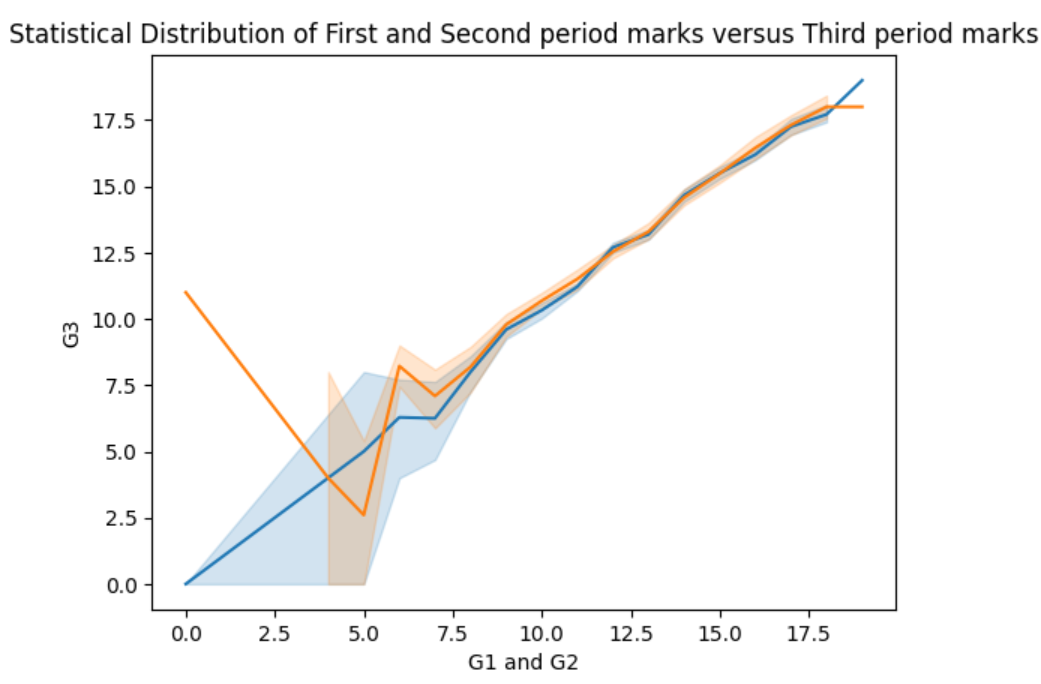 Statistical Distribution of First and Second period marks versus Third period marks
17.5
15.0
12.5
10.0
7.5
5.0
2.5
0.0
G3
0.0 2.5 5.0 7.5 10.0 12.5 15.0 17.5
G1 and G2